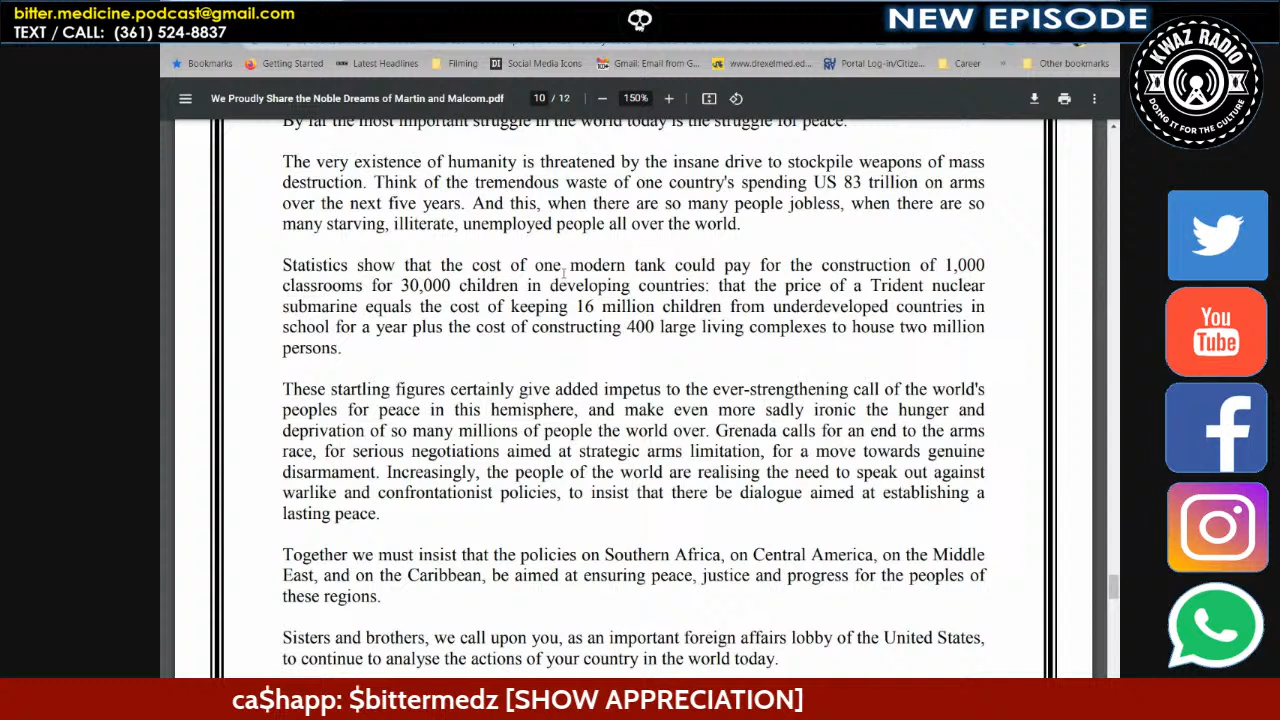 bitter.medicine.podcast@gmail.com
TEXT / CALL: (361) 524-8837
NEW EPISODE
KWAZ RADIO
DOING IT FOR THE CULTURE
Bookmarks Getting Started Latest Headlines Filming Social Media Icons Gmail: Email from G... www.drexelmed.ed... Portal Log-in/Citize... Career » Other bookmarks
We Proudly Share the Noble Dreams of Martin and Malcom.pdf 10 / 12 150%
By far the most important struggle in the world today is the struggle for peace.
The very existence of humanity is threatened by the insane drive to stockpile weapons of mass
destruction. Think of the tremendous waste of one country's spending US 83 trillion on arms
over the next five years. And this, when there are so many people jobless, when there are so
many starving, illiterate, unemployed people all over the world.
Statistics show that the cost of one modern tank could pay for the construction of 1,000
classrooms for 30,000 children in developing countries: that the price of a Trident nuclear
submarine equals the cost of keeping 16 million children from underdeveloped countries in
school for a year plus the cost of constructing 400 large living complexes to house two million
persons.
These startling figures certainly give added impetus to the ever-strengthening call of the world's
peoples for peace in this hemisphere, and make even more sadly ironic the hunger and
deprivation of so many millions of people the world over. Grenada calls for an end to the arms
race, for serious negotiations aimed at strategic arms limitation, for a move towards genuine
disarmament. Increasingly, the people of the world are realising the need to speak out against
warlike and confrontationist policies, to insist that there be dialogue aimed at establishing a
lasting peace.
Together we must insist that the policies on Southern Africa, on Central America, on the Middle
East, and on the Caribbean, be aimed at ensuring peace, justice and progress for the peoples of
these regions.
Sisters and brothers, we call upon you, as an important foreign affairs lobby of the United States,
to continue to analyse the actions of your country in the world today.
You
Tube
ca$happ: $bittermedz [SHOW APPRECIATION]